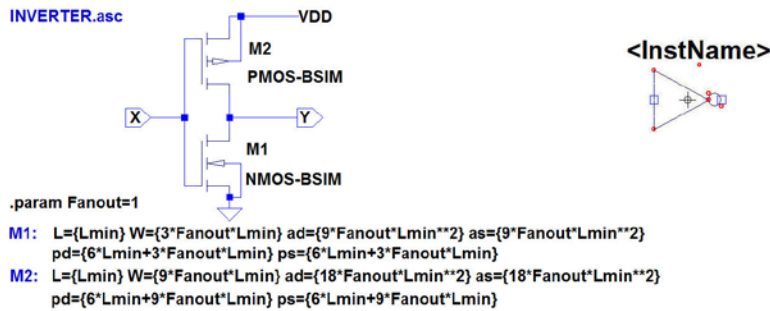 INVERTER.asc
VDD
M2
PMOS-BSIM
<InstName>
X
Y
M1
NMOS-BSIM
.param Fanout=1
M1: L={Lmin} W={3*Fanout*Lmin} ad={9*Fanout*Lmin**2} as={9*Fanout*Lmin**2}
pd={6*Lmin+3*Fanout*Lmin} ps={6*Lmin+3*Fanout*Lmin}
M2: L={Lmin} W={9*Fanout*Lmin} ad={18*Fanout*Lmin**2} as={18*Fanout*Lmin**2}
pd={6*Lmin+9*Fanout*Lmin} ps={6*Lmin+9*Fanout*Lmin}